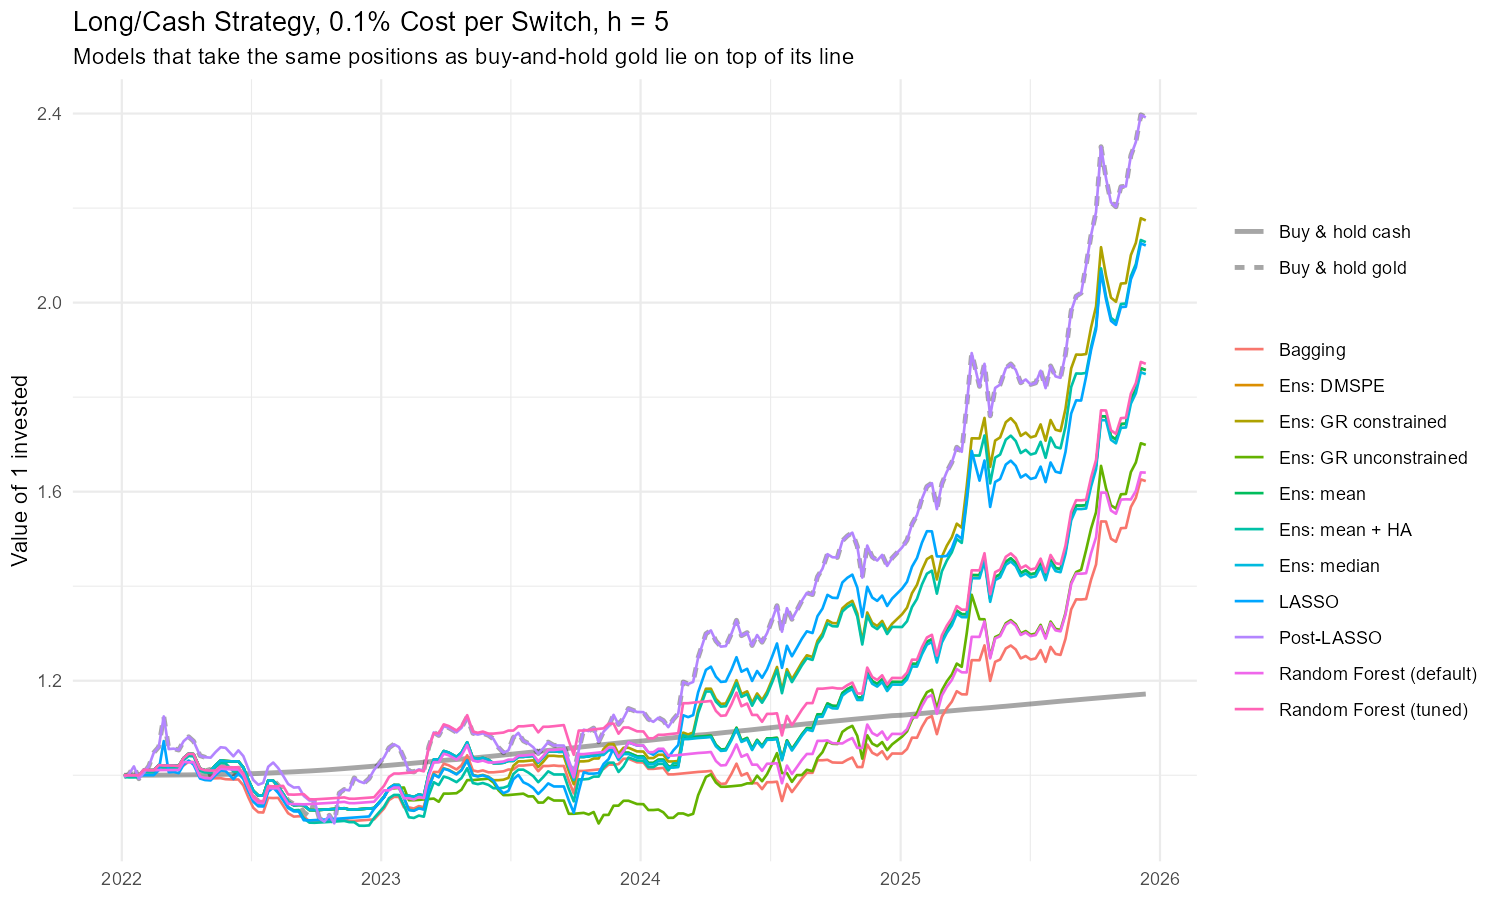 Long/Cash Strategy, 0.1% Cost per Switch, h = 5
Models that take the same positions as buy-and-hold gold lie on top of its line
Value of 1 invested
2.4
2.0
1.6
1.2
2022
2023
2024
2025
2026
Buy & hold cash
Buy & hold gold
Bagging
Ens: DMSPE
Ens: GR constrained
Ens: GR unconstrained
Ens: mean
Ens: mean + HA
Ens: median
LASSO
Post-LASSO
Random Forest (default)
Random Forest (tuned)